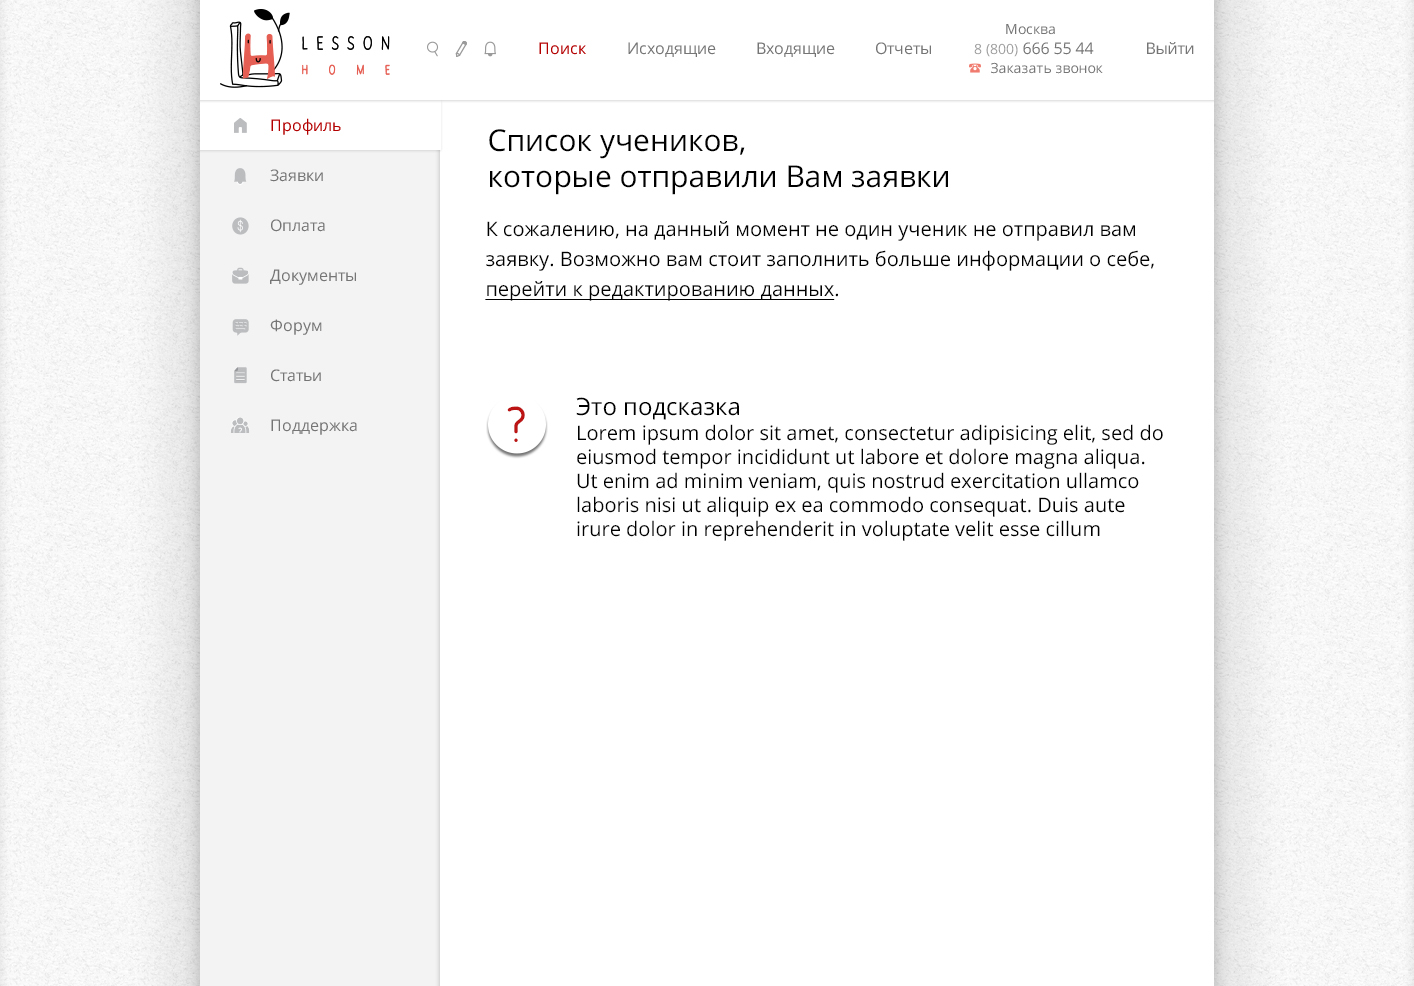 LESSON
HOME
Поиск
Исходящие
Входящие
Отчеты
Москва
8 (800) 666 55 44
Заказать звонок
Выйти
Профиль
Заявки
Оплата
Документы
Форум
Статьи
Поддержка
Список учеников,
которые отправили Вам заявки
К сожалению, на данный момент не один ученик не отправил вам
заявку. Возможно вам стоит заполнить больше информации о себе,
перейти к редактированию данных.
?
Это подсказка
Lorem ipsum dolor sit amet, consectetur adipisicing elit, sed do
eiusmod tempor incididunt ut labore et dolore magna aliqua.
Ut enim ad minim veniam, quis nostrud exercitation ullamco
laboris nisi ut aliquip ex ea commodo consequat. Duis aute
irure dolor in reprehenderit in voluptate velit esse cillum